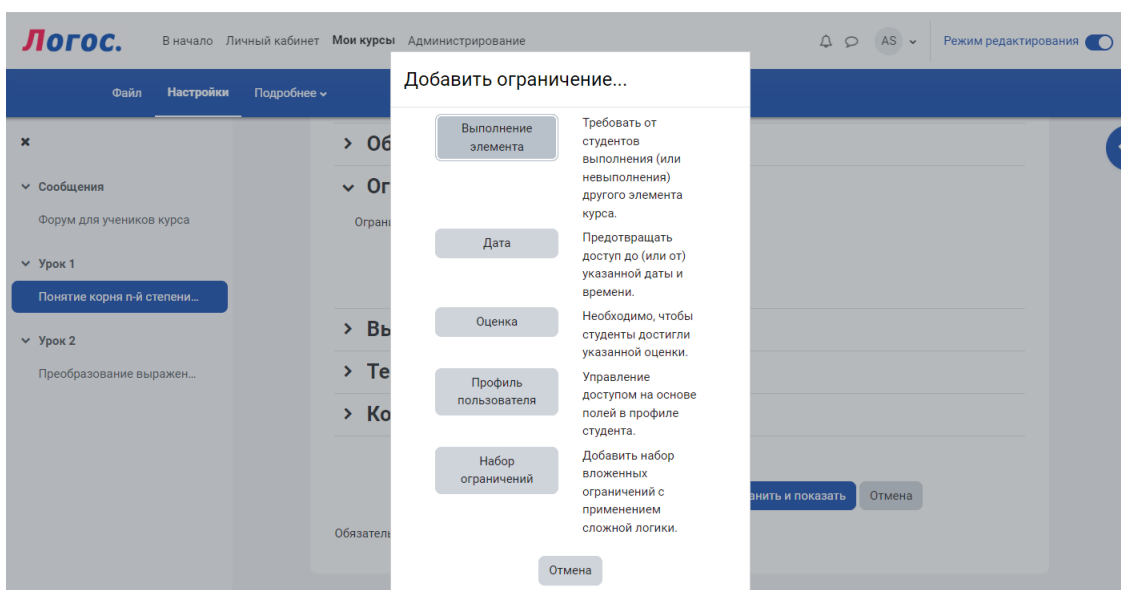 Логос.
В начало Личный кабинет Мои курсы Администрирование
AS
Режим редактирования
Файл Настройки Подробнее
Сообщения
Форум для учеников курса
Урок 1
Понятие корня n-й степени...
Урок 2
Преобразование выражен...
Добавить ограничение...
Выполнение
элемента
Требовать от
студентов
выполнения (или
невыполнения)
другого элемента
курса.
Дата
Предотвращать
доступ до (или от)
указанной даты и
времени.
Оценка
Необходимо, чтобы
студенты достигли
указанной оценки.
Профиль
пользователя
Управление
доступом на основе
полей в профиле
студента.
Набор
ограничений
Добавить набор
вложенных
ограничений с
применением
сложной логики.
Отмена
и показать
Отмена